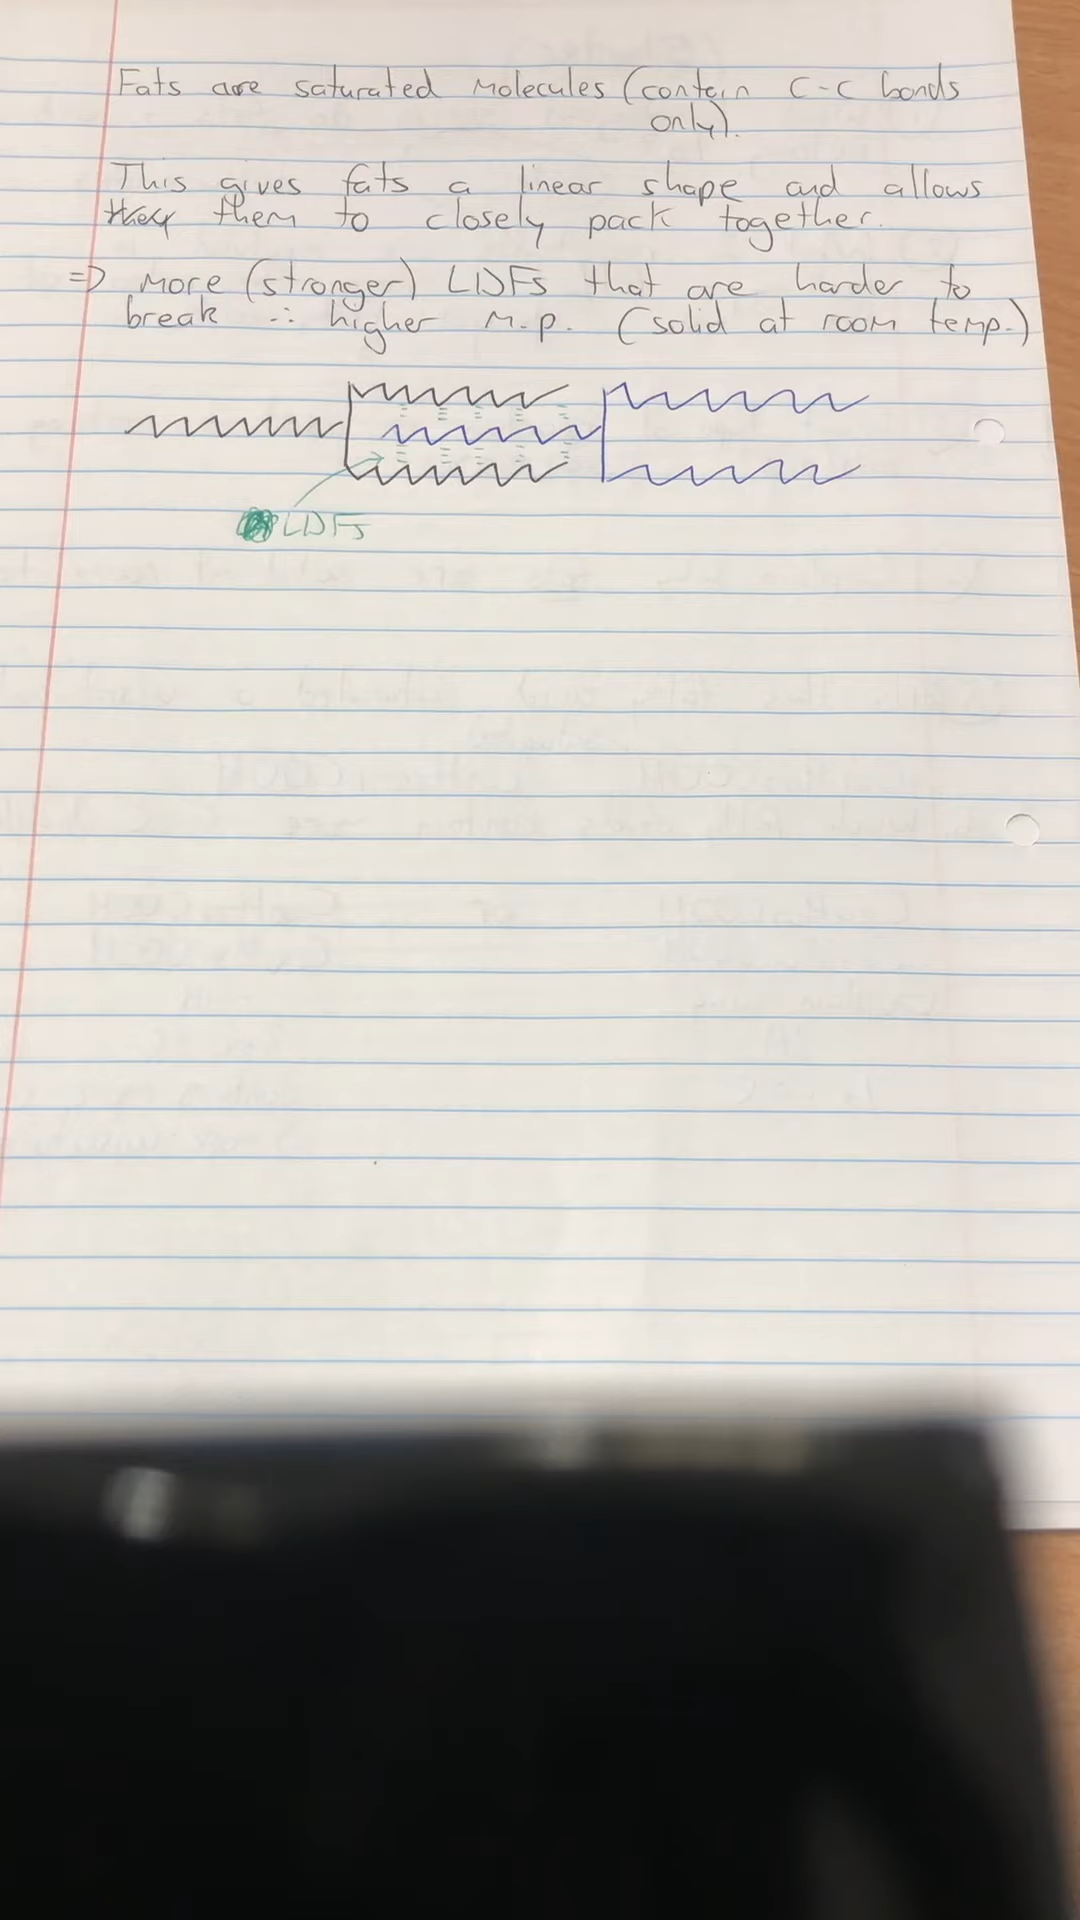 Fats are saturated molecules (contain C-C bonds
only).
This gives fats a linear shape and allows
they them to closely pack together.
=> more (stronger) LDFs that are harder to
break ∴ higher m.p. (solid at room temp.)
LDFs